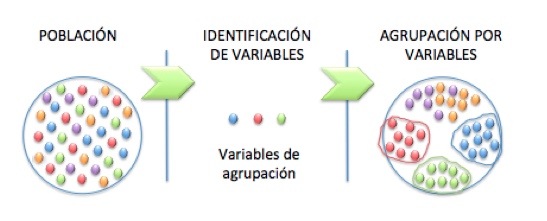 POBLACIÓN
IDENTIFICACIÓN
DE VARIABLES
AGRUPACIÓN POR
VARIABLES
Variables de
agrupación